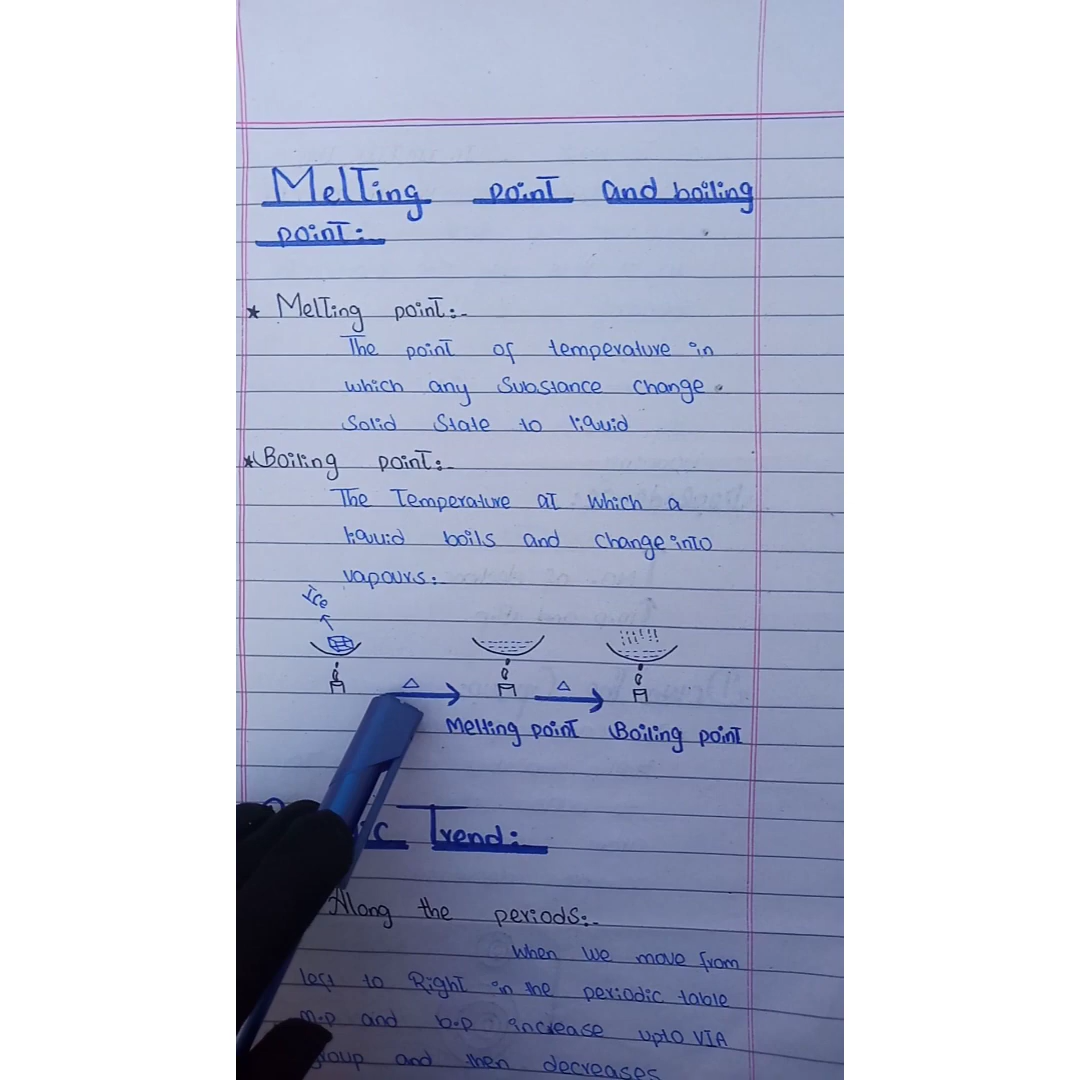 Melting point and boiling
point:
* Melting point:-
The point of temperature in
which any Substance change
Solid State to liquid
* Boiling point:-
The Temperature at which a
liquid boils and change into
vapours:
Ice
Δ Δ
Melting point Boiling point
Trend:
Along the periods:-
when we move from
left to Right in the periodic table
m.p and b.p increase upto VIA
and then decreases